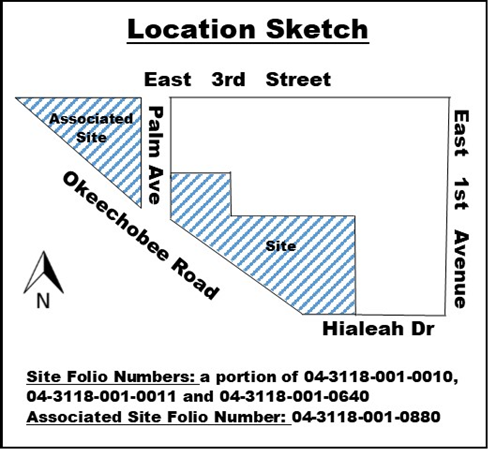 Location Sketch
East 3rd Street
Associated
Site
Palm Ave
East 1st Avenue
Okeechobee Road
Site
N
Hialeah Dr
Site Folio Numbers: a portion of 04-3118-001-0010,
04-3118-001-0011 and 04-3118-001-0640
Associated Site Folio Number: 04-3118-001-0880